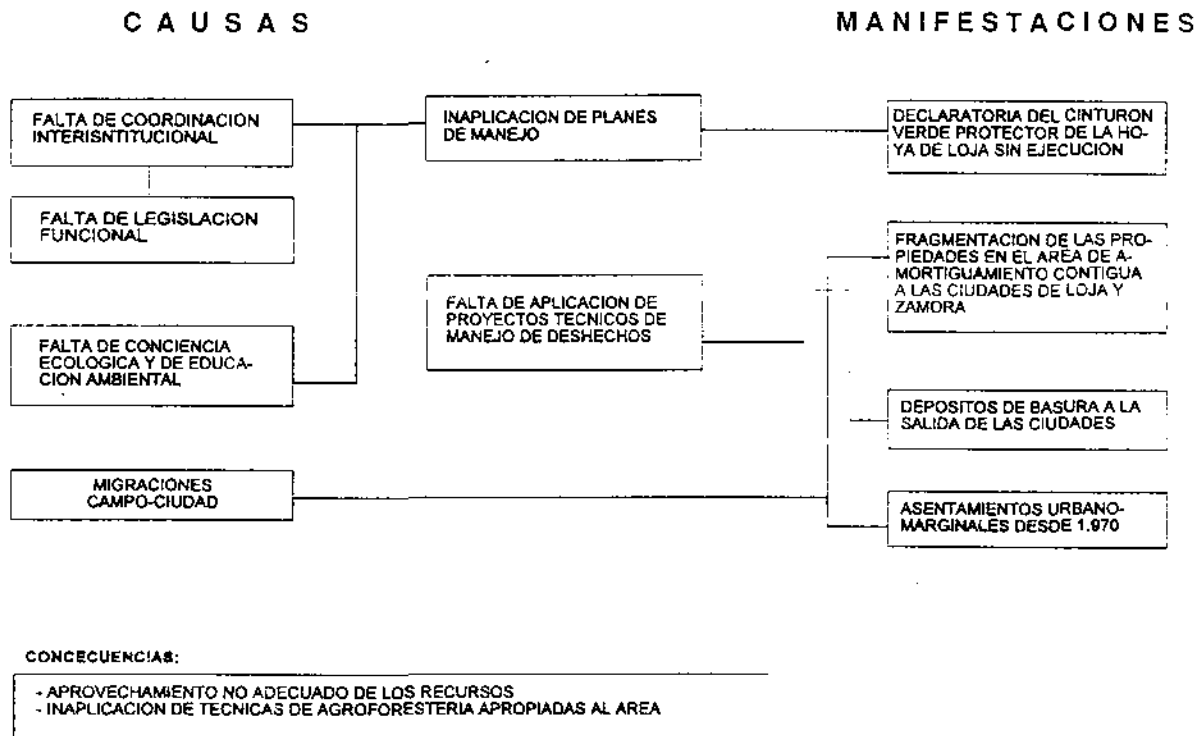 CAUSAS
MANIFESTACIONES
FALTA DE COORDINACION
INTERISNTITUCIONAL
FALTA DE LEGISLACION
FUNCIONAL
FALTA DE CONCIENCIA
ECOLOGICA Y DE EDUCA-
CION AMBIENTAL
MIGRACIONES
CAMPO-CIUDAD
INAPLICACION DE PLANES
DE MANEJO
FALTA DE APLICACION DE
PROYECTOS TECNICOS DE
MANEJO DE DESHECHOS
DECLARATORIA DEL CINTURON
VERDE PROTECTOR DE LA HO-
YA DE LOJA SIN EJECUCION
FRAGMENTACION DE LAS PRO-
PIEDADES EN EL AREA DE A-
MORTIGUAMIENTO CONTIGUA
A LAS CIUDADES DE LOJA Y
ZAMORA
DEPOSITOS DE BASURA A LA
SALIDA DE LAS CIUDADES
ASENTAMIENTOS URBANO-
MARGINALES DESDE 1.970
CONCECUENCIAS:
- APROVECHAMIENTO NO ADECUADO DE LOS RECURSOS
- INAPLICACION DE TECNICAS DE AGROFORESTERIA APROPIADAS AL AREA